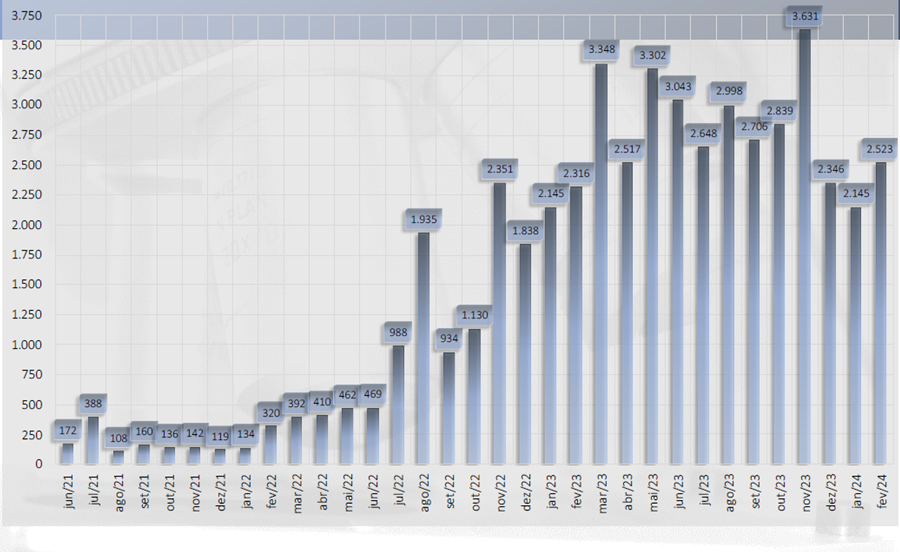 3.750
3.500
3.250
3.000
2.750
2.500
2.250
2.000
1.750
1.500
1.250
1.000
750
500
250
0
172
388
108
160
136
142
119
134
320
392
410
462
469
988
1.935
934
1.130
2.351
1.838
2.145
2.316
3.348
2.517
3.302
3.043
2.648
2.998
2.706
2.839
3.631
2.346
2.145
2.523
jun/21
jul/21
ago/21
set/21
out/21
nov/21
dez/21
jan/22
fev/22
mar/22
abr/22
mai/22
jun/22
jul/22
ago/22
set/22
out/22
nov/22
dez/22
jan/23
fev/23
mar/23
abr/23
mai/23
jun/23
jul/23
ago/23
set/23
out/23
nov/23
dez/23
jan/24
fev/24